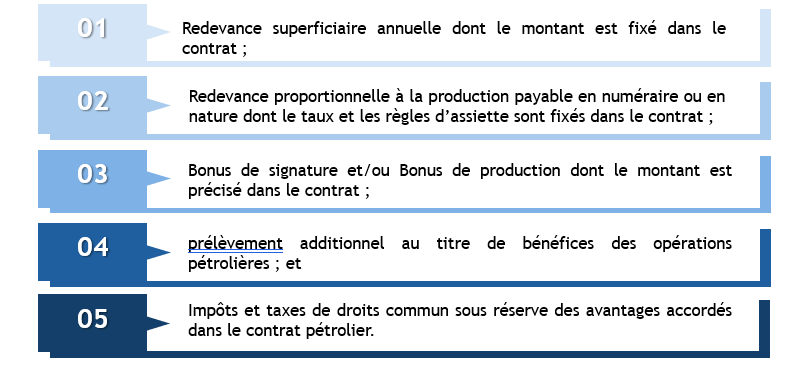 01
Redevance superficiaire annuelle dont le montant est fixé dans le
contrat ;
02
Redevance proportionnelle à la production payable en numéraire ou en
nature dont le taux et les règles d’assiette sont fixés dans le contrat ;
03
Bonus de signature et/ou Bonus de production dont le montant est
précisé dans le contrat ;
04
prélèvement additionnel au titre de bénéfices des opérations
pétrolières ; et
05
Impôts et taxes de droits commun sous réserve des avantages accordés
dans le contrat pétrolier.